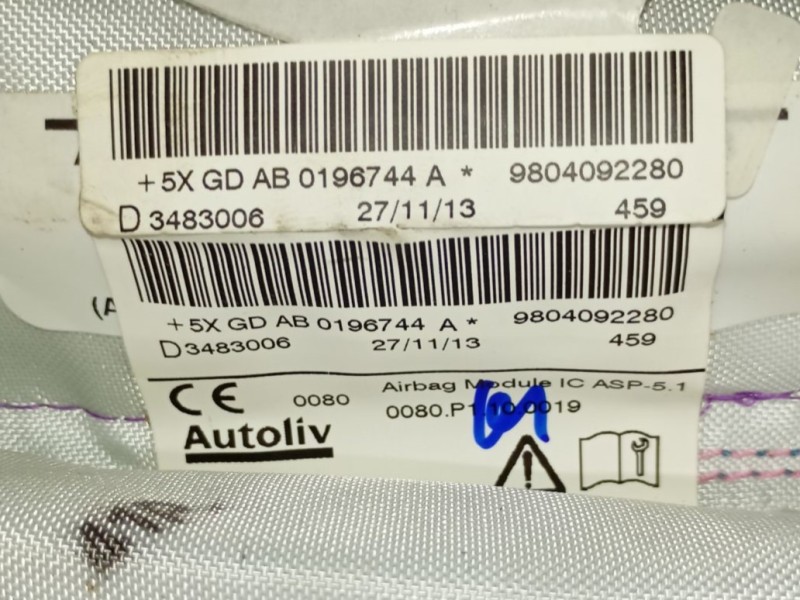 + 5X GD AB 0196744 A * 9804092280
D 3483006 27/11/13 459
(A
+ 5X GD AB 0196744 A * 9804092280
D 3483006 27/11/13 459
CE 0080 Airbag Module IC ASP-5.1
0080.P1.10.0019
Autoliv